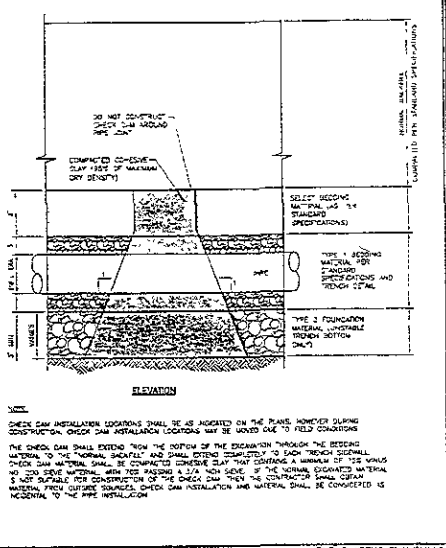 NORMAL BACKFILL
COMPACTED PER STANDARD SPECIFICATIONS
DO NOT CONSTRUCT
CHECK DAM AROUND
PIPE JOINT
COMPACTED COHESIVE
CLAY (95% OF MAXIMUM
DRY DENSITY)
SELECT BEDDING
MATERIAL
STANDARD
SPECIFICATIONS)
TYPE 1 BEDDING
MATERIAL PER
STANDARD
SPECIFICATIONS AND
TRENCH DETAIL
PIPE
1
1
TYPE 2 FOUNDATION
MATERIAL (UNSTABLE
TRENCH BOTTOM
ONLY)
VARIES
ELEVATION
NOTE:
CHECK DAM INSTALLATION LOCATIONS SHALL BE AS INDICATED ON THE PLANS, HOWEVER DURING
CONSTRUCTION, CHECK DAM INSTALLATION LOCATIONS MAY BE MOVED DUE TO FIELD CONDITIONS
THE CHECK DAM SHALL EXTEND FROM THE BOTTOM OF THE EXCAVATION THROUGH THE BEDDING
MATERIAL TO THE "NORMAL BACKFILL" AND SHALL EXTEND COMPLETELY TO EACH TRENCH SIDEWALL
CHECK DAM MATERIAL SHALL BE COMPACTED COHESIVE CLAY THAT CONTAINS A MINIMUM OF MINUS
NO. 200 SIEVE MATERIAL WITH PASSING A 3/4 INCH SIEVE. IF THE NORMAL EXCAVATED MATERIAL
IS NOT SUITABLE FOR CONSTRUCTION OF THE CHECK DAM THEN THE CONTRACTOR SHALL OBTAIN
MATERIAL FROM OUTSIDE SOURCES. CHECK DAM INSTALLATION AND MATERIAL SHALL BE CONSIDERED AS
INCIDENTAL TO THE PIPE INSTALLATION